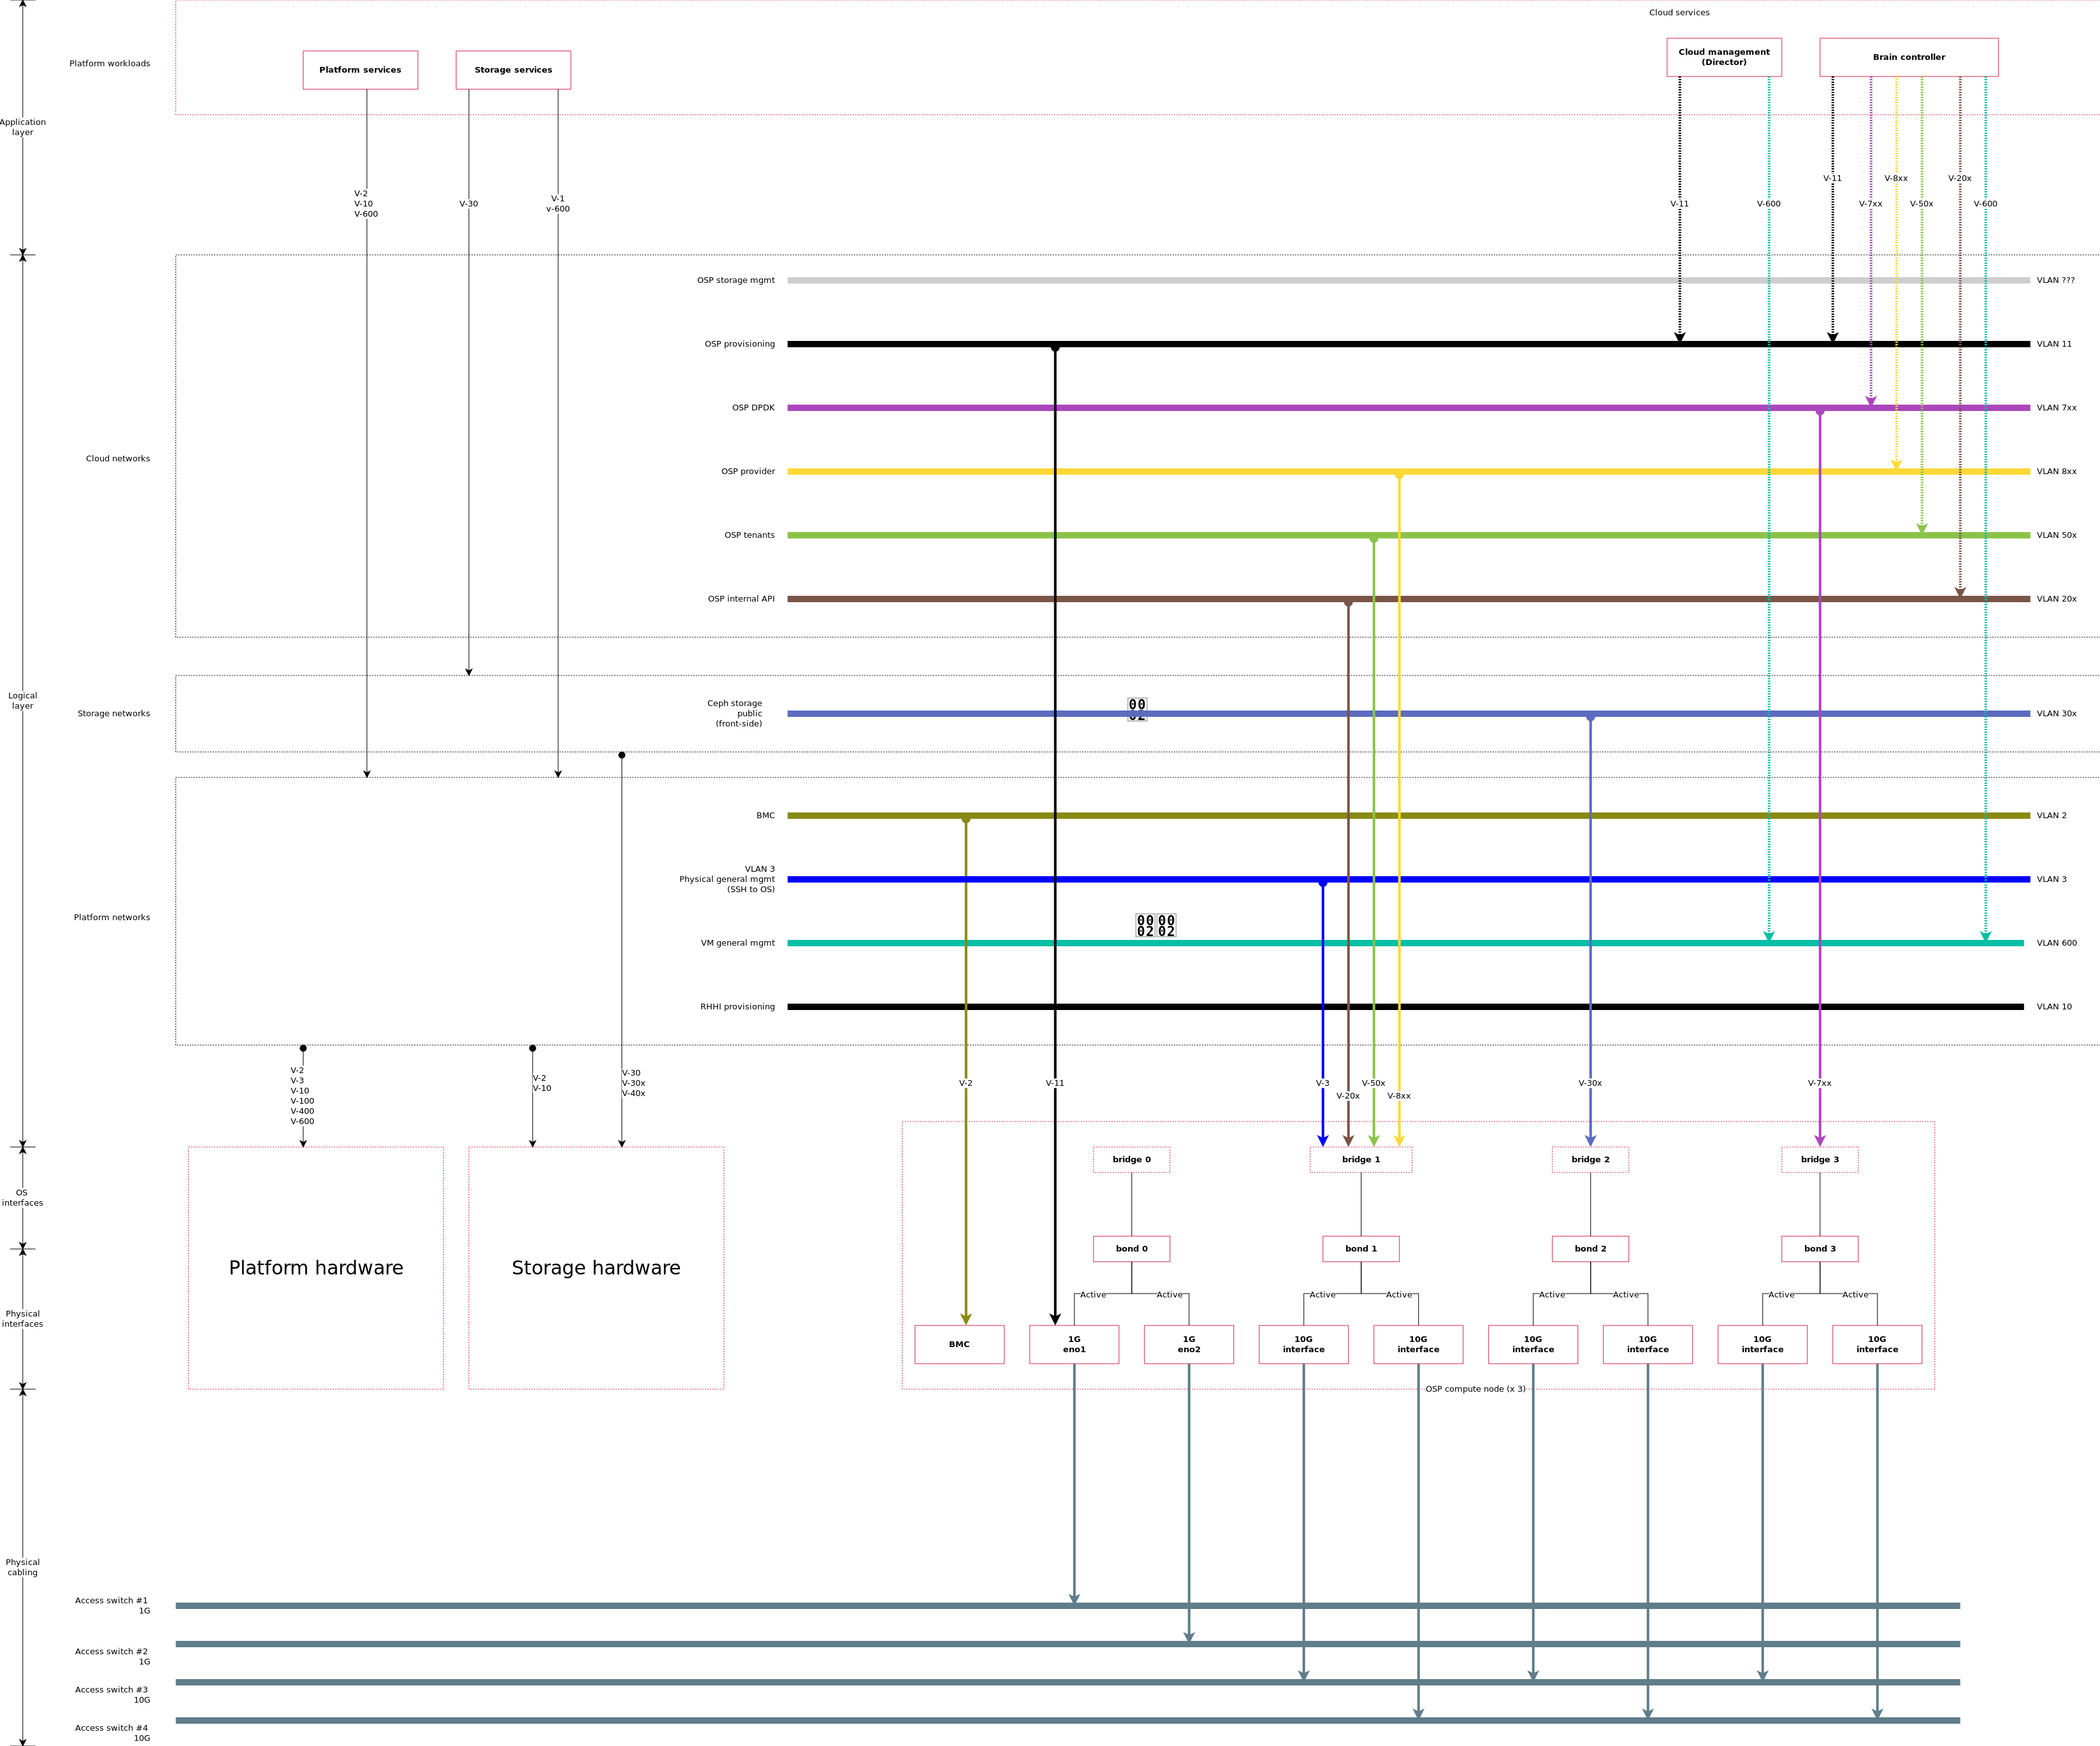 Cloud services
Platform workloads
Platform services
Storage services
Cloud management
(Director)
Brain controller
Application
layer
V-2
V-10
V-600
V-30
V-1
v-600
V-11
V-600
V-11
V-7xx
V-8xx
V-50x
V-20x
V-600
OSP storage mgmt
VLAN ???
OSP provisioning
VLAN 11
OSP DPDK
VLAN 7xx
Cloud networks
OSP provider
VLAN 8xx
OSP tenants
VLAN 50x
OSP internal API
VLAN 20x
Logical
layer
Storage networks
Ceph storage
public
(front-side)
00
02
VLAN 30x
BMC
VLAN 2
VLAN 3
Physical general mgmt
(SSH to OS)
VLAN 3
Platform networks
00 00
02 02
VM general mgmt
VLAN 600
RHHI provisioning
VLAN 10
V-2
V-3
V-10
V-100
V-400
V-600
V-2
V-10
V-30
V-30x
V-40x
V-2
V-11
V-3
V-20x
V-50x
V-8xx
V-30x
V-7xx
OS
interfaces
bridge 0
bridge 1
bridge 2
bridge 3
bond 0
bond 1
bond 2
bond 3
Platform hardware
Storage hardware
Physical
interfaces
Active
Active
Active
Active
Active
Active
Active
Active
BMC
1G
eno1
1G
eno2
10G
interface
10G
interface
10G
interface
10G
interface
10G
interface
10G
interface
OSP compute node (x 3)
Physical
cabling
Access switch #1
1G
Access switch #2
1G
Access switch #3
10G
Access switch #4
10G